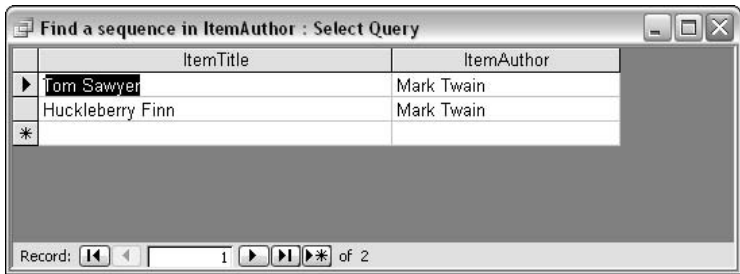 Find a sequence in ItemAuthor : Select Query
ItemTitle ItemAuthor
Tom Sawyer Mark Twain
Huckleberry Finn Mark Twain
Record: 1 of 2